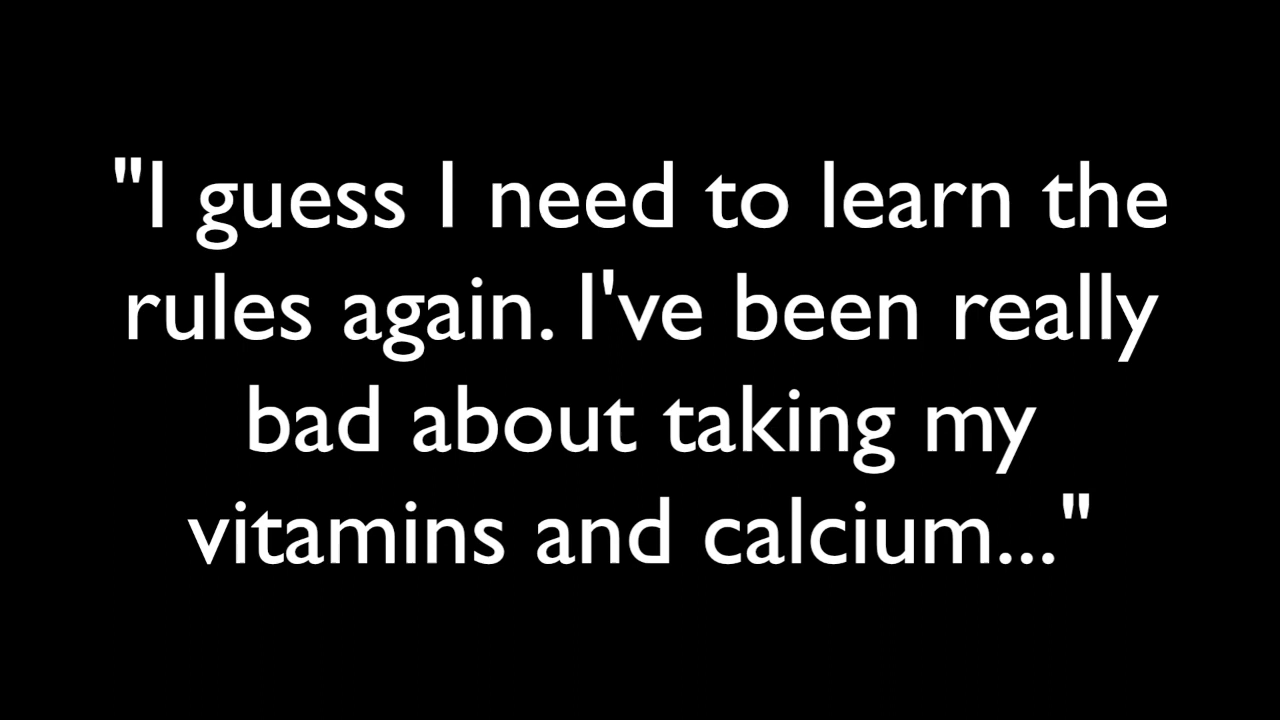 "I guess I need to learn the
rules again. I've been really
bad about taking my
vitamins and calcium..."